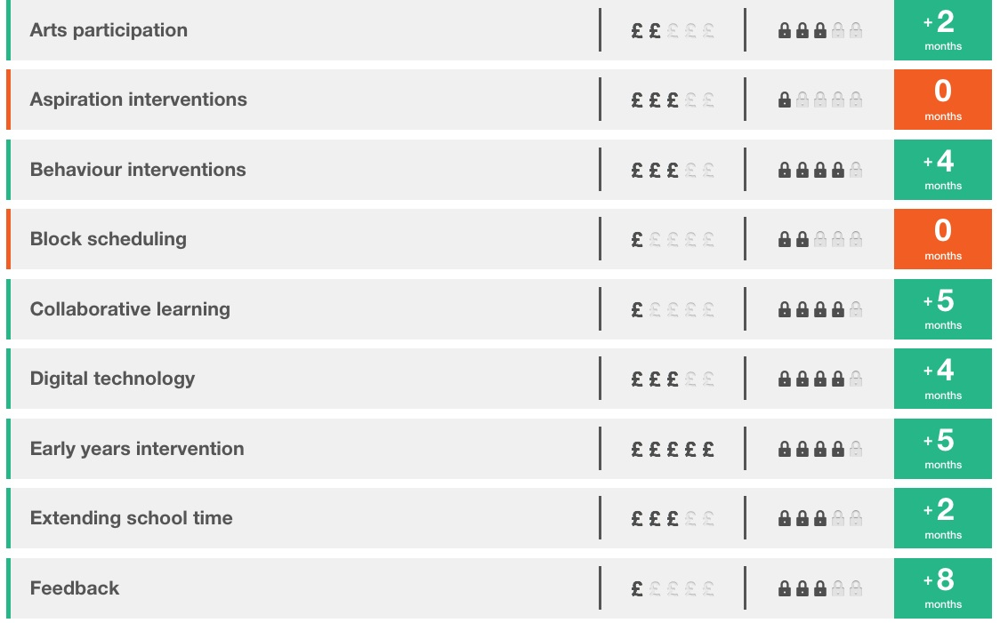 Arts participation £ £ £ £ £ + 2
months
Aspiration interventions £ £ £ £ £ 0
months
Behaviour interventions £ £ £ £ £ + 4
months
Block scheduling £ £ £ £ £ 0
months
Collaborative learning £ £ £ £ £ + 5
months
Digital technology £ £ £ £ £ + 4
months
Early years intervention £ £ £ £ £ + 5
months
Extending school time £ £ £ £ £ + 2
months
Feedback £ £ £ £ £ + 8
months